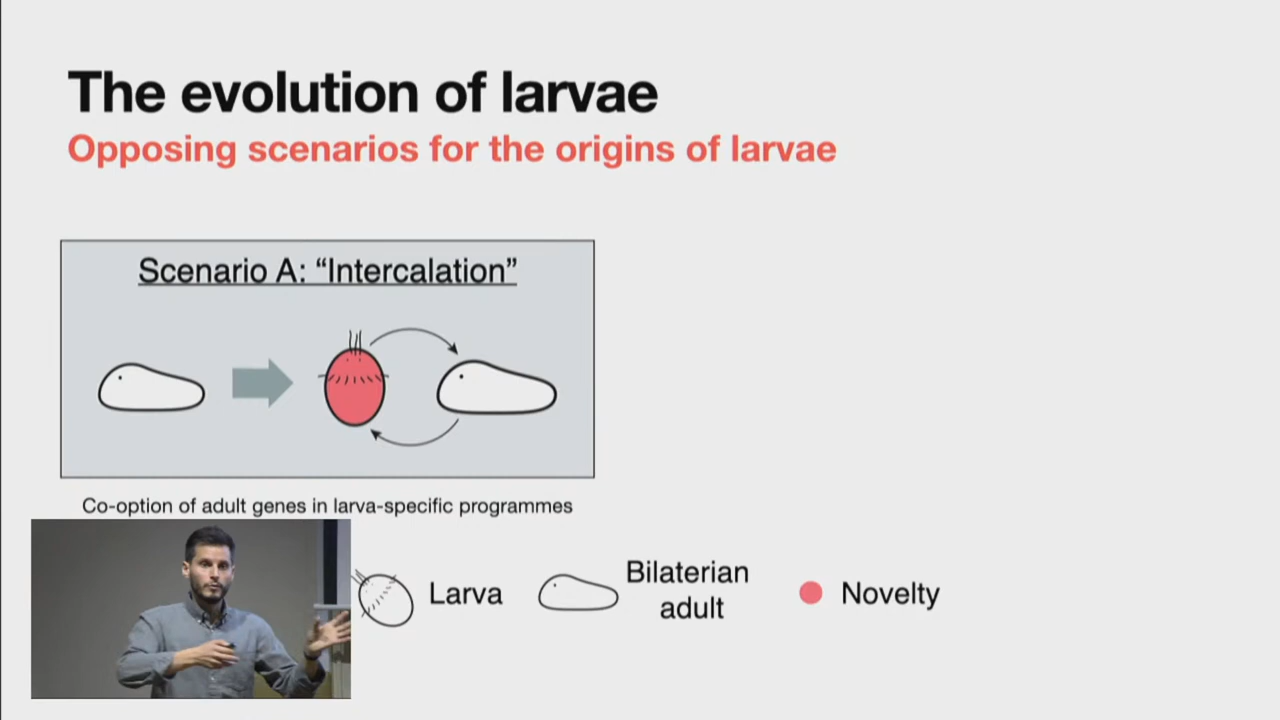 The evolution of larvae
Opposing scenarios for the origins of larvae
Scenario A: “Intercalation”
Co-option of adult genes in larva-specific programmes
Larva
Bilaterian
adult
Novelty